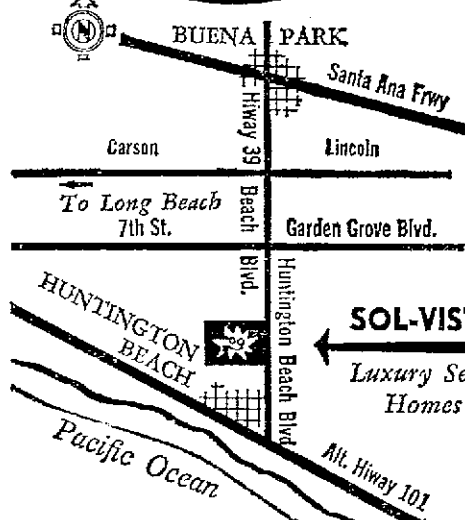 N
BUENA PARK
Santa Ana Frwy
Hiway 39
Beach Blvd.
Carson
Lincoln
To Long Beach
7th St.
Garden Grove Blvd.
HUNTINGTON
BEACH
Huntington Beach Blvd
SOL-VIST
Luxury Se
Homes
Pacific Ocean
Alt. Hiway 101